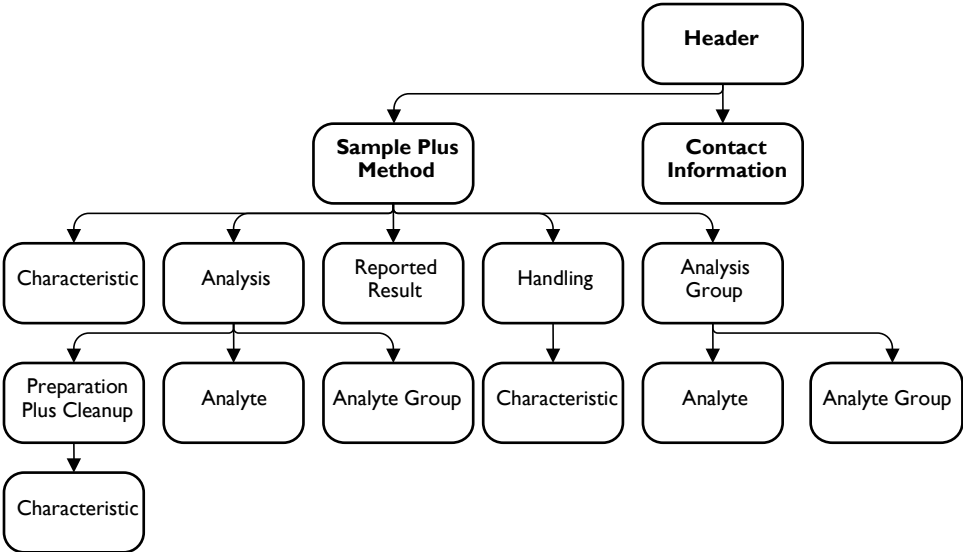 Header
Sample Plus
Method
Contact
Information
Characteristic
Analysis
Reported
Result
Handling
Analysis
Group
Preparation
Plus Cleanup
Analyte
Analyte Group
Characteristic
Analyte
Analyte Group
Characteristic